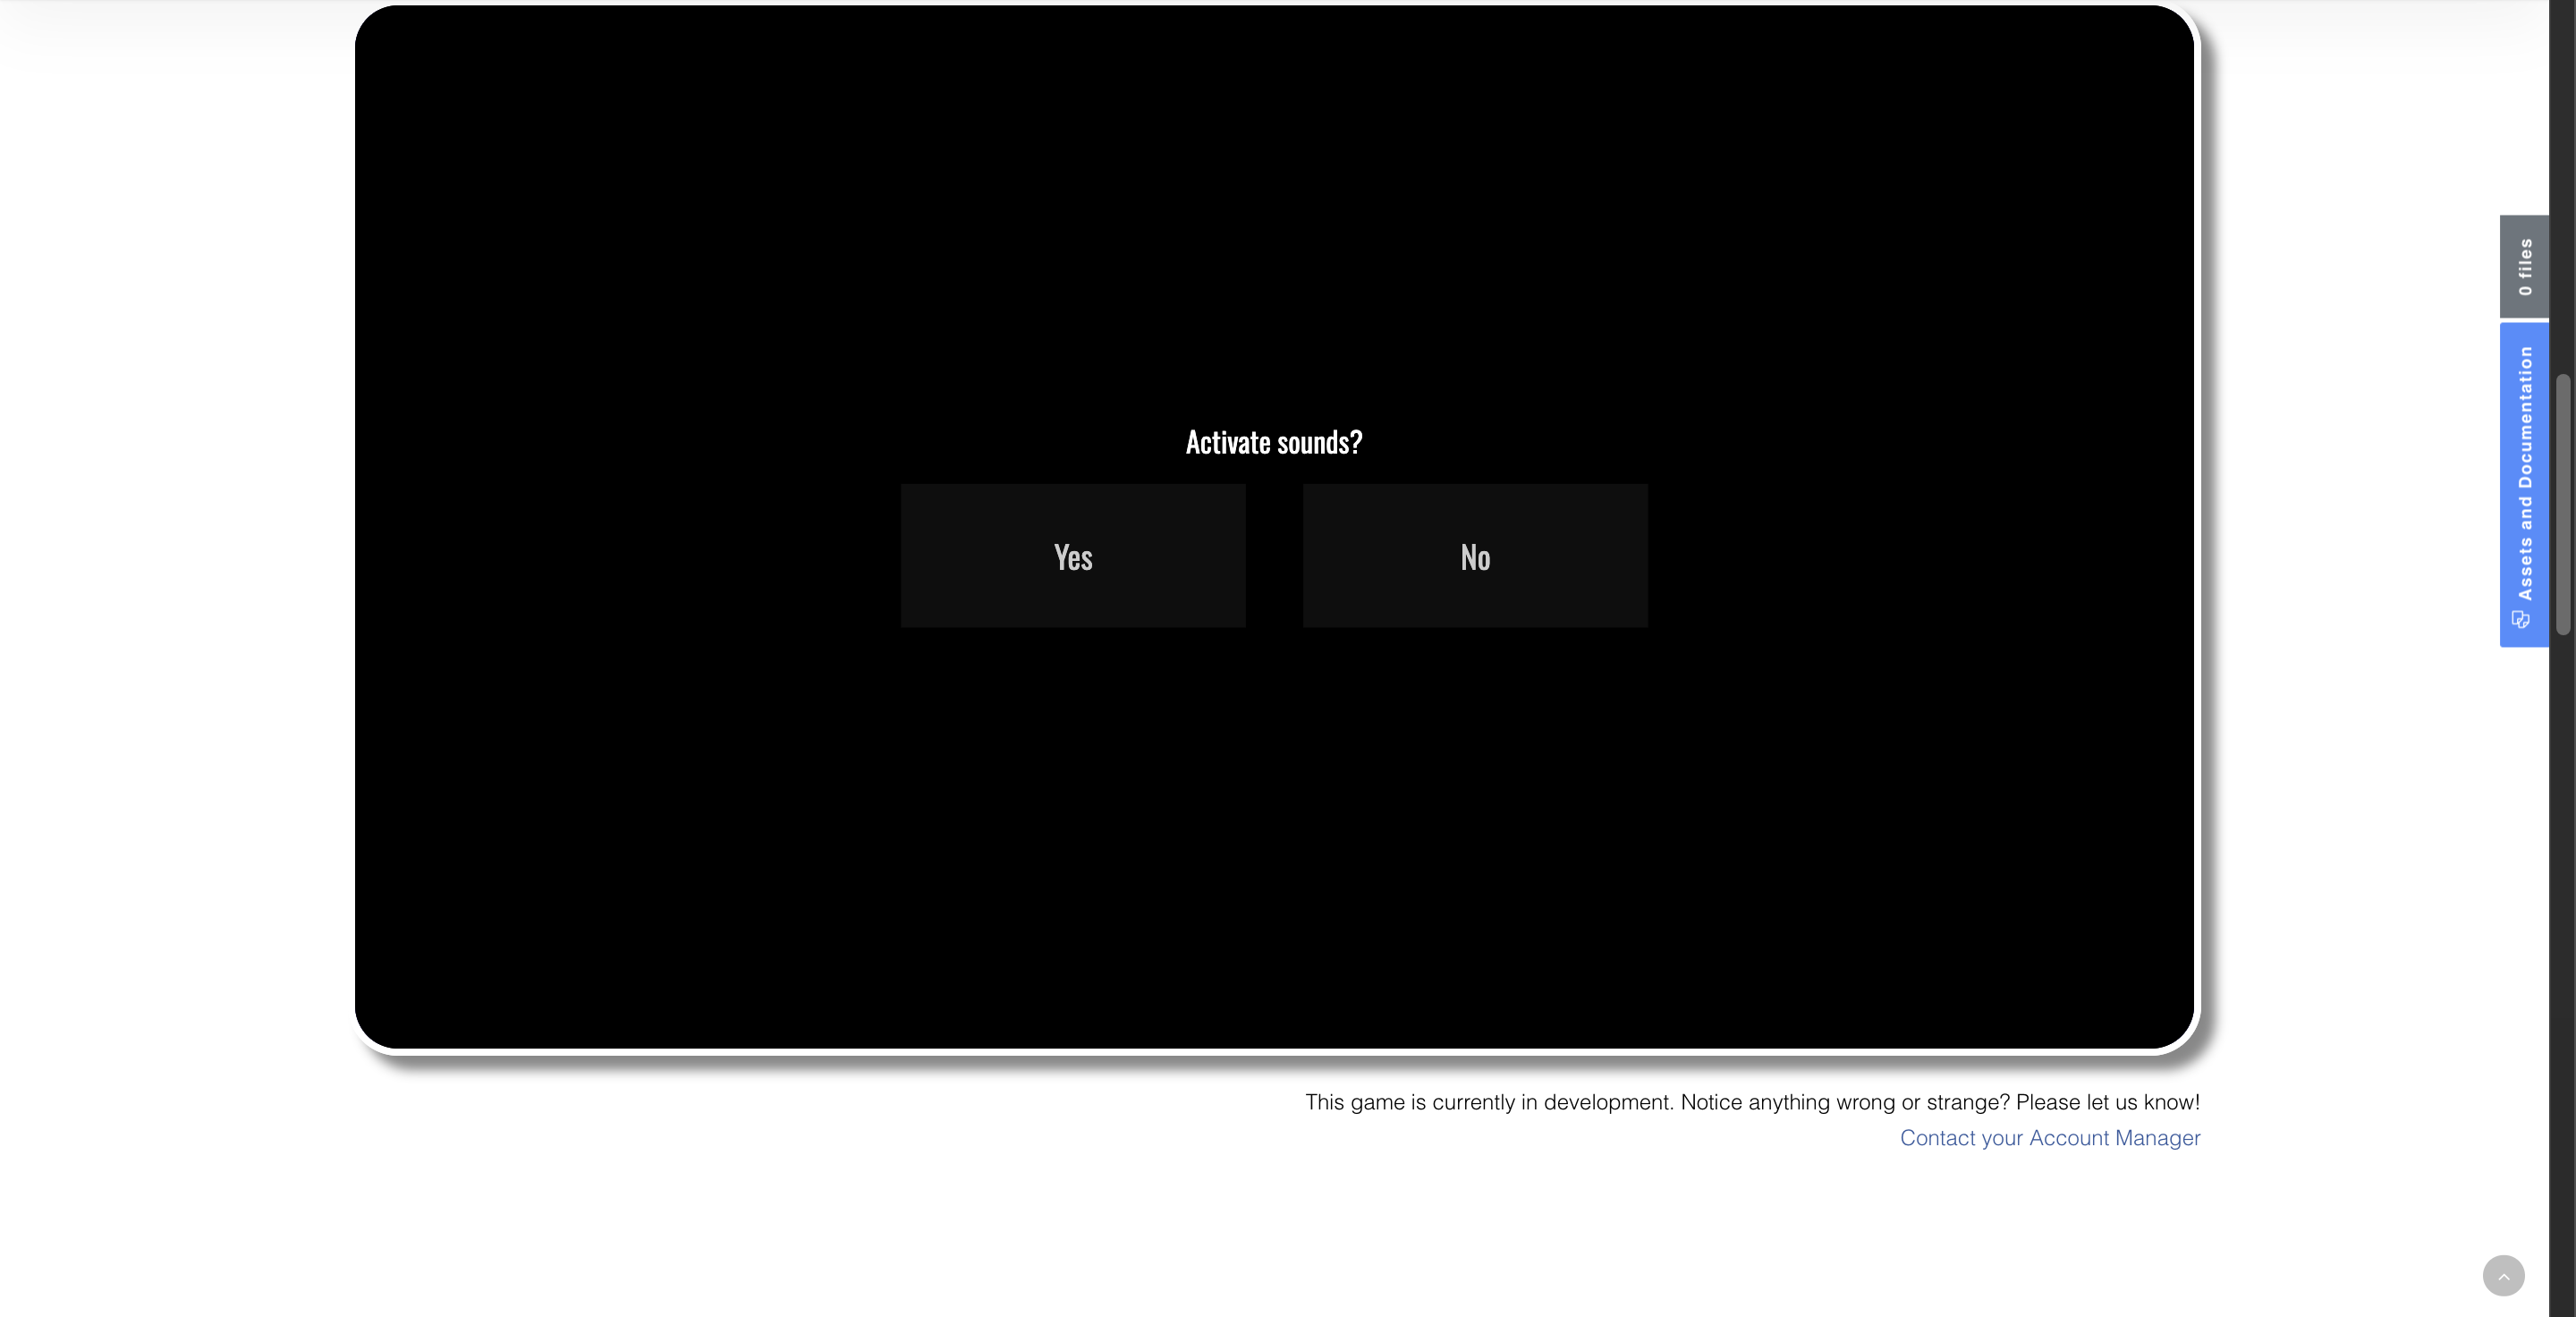 Activate sounds?
Yes
No
0 files
Assets and Documentation
This game is currently in development. Notice anything wrong or strange? Please let us know!
Contact your Account Manager